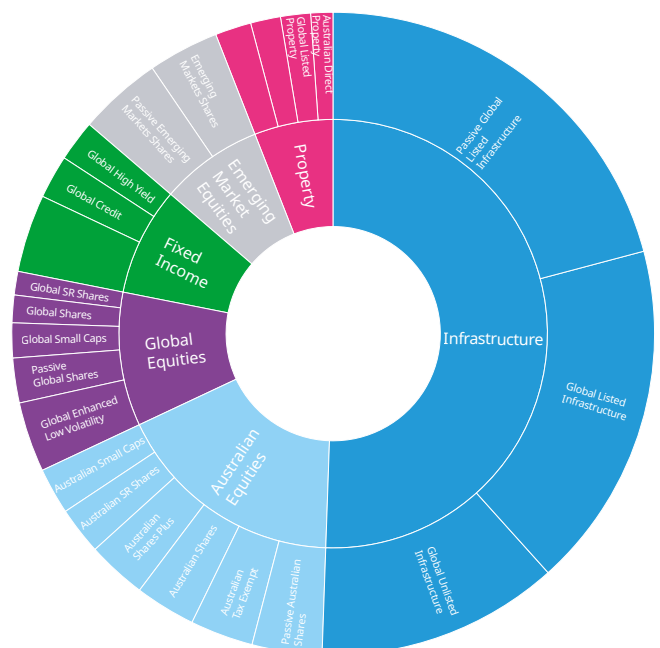 Passive Global
Listed
Infrastructure
Global Listed
Infrastructure
Global Unlisted
Infrastructure
Infrastructure
Passive Australian
Shares
Australian
Tax Exempt
Australian Shares
Australian
Shares Plus
Australian SR Shares
Australian Small Caps
Australian
Equities
Global Enhanced
Low Volatility
Passive
Global Shares
Global Small Caps
Global Shares
Global SR Shares
Global
Equities
Global Credit
Global High Yield
Fixed
Income
Passive Emerging
Markets Shares
Emerging
Markets Shares
Emerging
Market
Equities
Global Listed
Property
Australian Direct
Property
Property